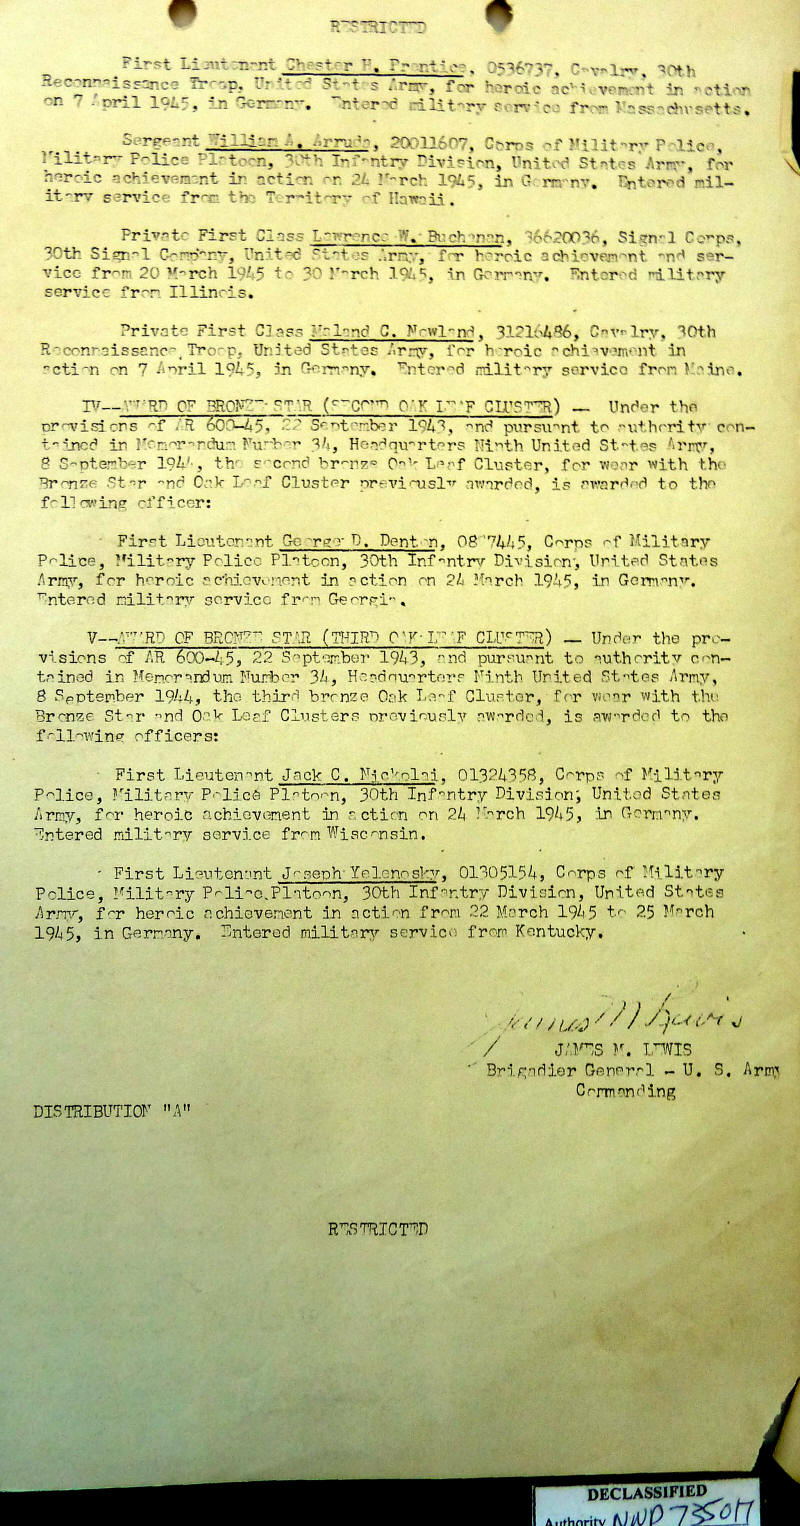 RESTRICTED
First Lieutenant Chester H. Prentice, 0536737, Cavalry, 30th
Reconnaissance Troop, United States Army, for heroic achievement in action
on 7 April 1945, in Germany. Entered military service from Massachusetts.
Sergeant William A. Arruda, 20011607, Corps of Military Police,
Military Police Platoon, 30th Infantry Division, United States Army, for
heroic achievement in action on 24 March 1945, in Germany. Entered mil-
itary service from the Territory of Hawaii.
Private First Class Lawrence W. Buchanan, 36620036, Signal Corps,
30th Signal Company, United States Army, for heroic achievement and ser-
vice from 20 March 1945 to 30 March 1945, in Germany. Entered military
service from Illinois.
Private First Class Roland C. Newland, 31216486, Cavalry, 30th
Reconnaissance Troop, United States Army, for heroic achievement in
action on 7 April 1945, in Germany. Entered military service from Maine.
IV--AWARD OF BRONZE STAR (SECOND OAK LEAF CLUSTER) — Under the
provisions of AR 600-45, 22 September 1943, and pursuant to authority con-
tained in Memorandum Number 34, Headquarters Ninth United States Army,
8 September 1944, the second bronze Oak Leaf Cluster, for wear with the
Bronze Star and Oak Leaf Cluster previously awarded, is awarded to the
following officer:
First Lieutenant George D. Denton, 7445, Corps of Military
Police, Military Police Platoon, 30th Infantry Division, United States
Army, for heroic achievement in action on 24 March 1945, in Germany.
Entered military service from Georgia.
V--AWARD OF BRONZE STAR (THIRD OAK LEAF CLUSTER) — Under the pro-
visions of AR 600-45, 22 September 1943, and pursuant to authority con-
tained in Memorandum Number 34, Headquarters Ninth United States Army,
8 September 1944, the third bronze Oak Leaf Cluster, for wear with the
Bronze Star and Oak Leaf Clusters previously awarded, is awarded to the
following officers:
First Lieutenant Jack C. Nickolai, 01324358, Corps of Military
Police, Military Police Platoon, 30th Infantry Division, United States
Army, for heroic achievement in action on 24 March 1945, in Germany.
Entered military service from Wisconsin.
First Lieutenant Joseph Yelenosky, 01305154, Corps of Military
Police, Military Police Platoon, 30th Infantry Division, United States
Army, for heroic achievement in action from 22 March 1945 to 25 March
1945, in Germany. Entered military service from Kentucky.
James M Lewis
JAMES M. LEWIS
Brigadier General - U. S. Army
Commanding
DISTRIBUTION "A"
RESTRICTED
DECLASSIFIED
Authority NND 735017